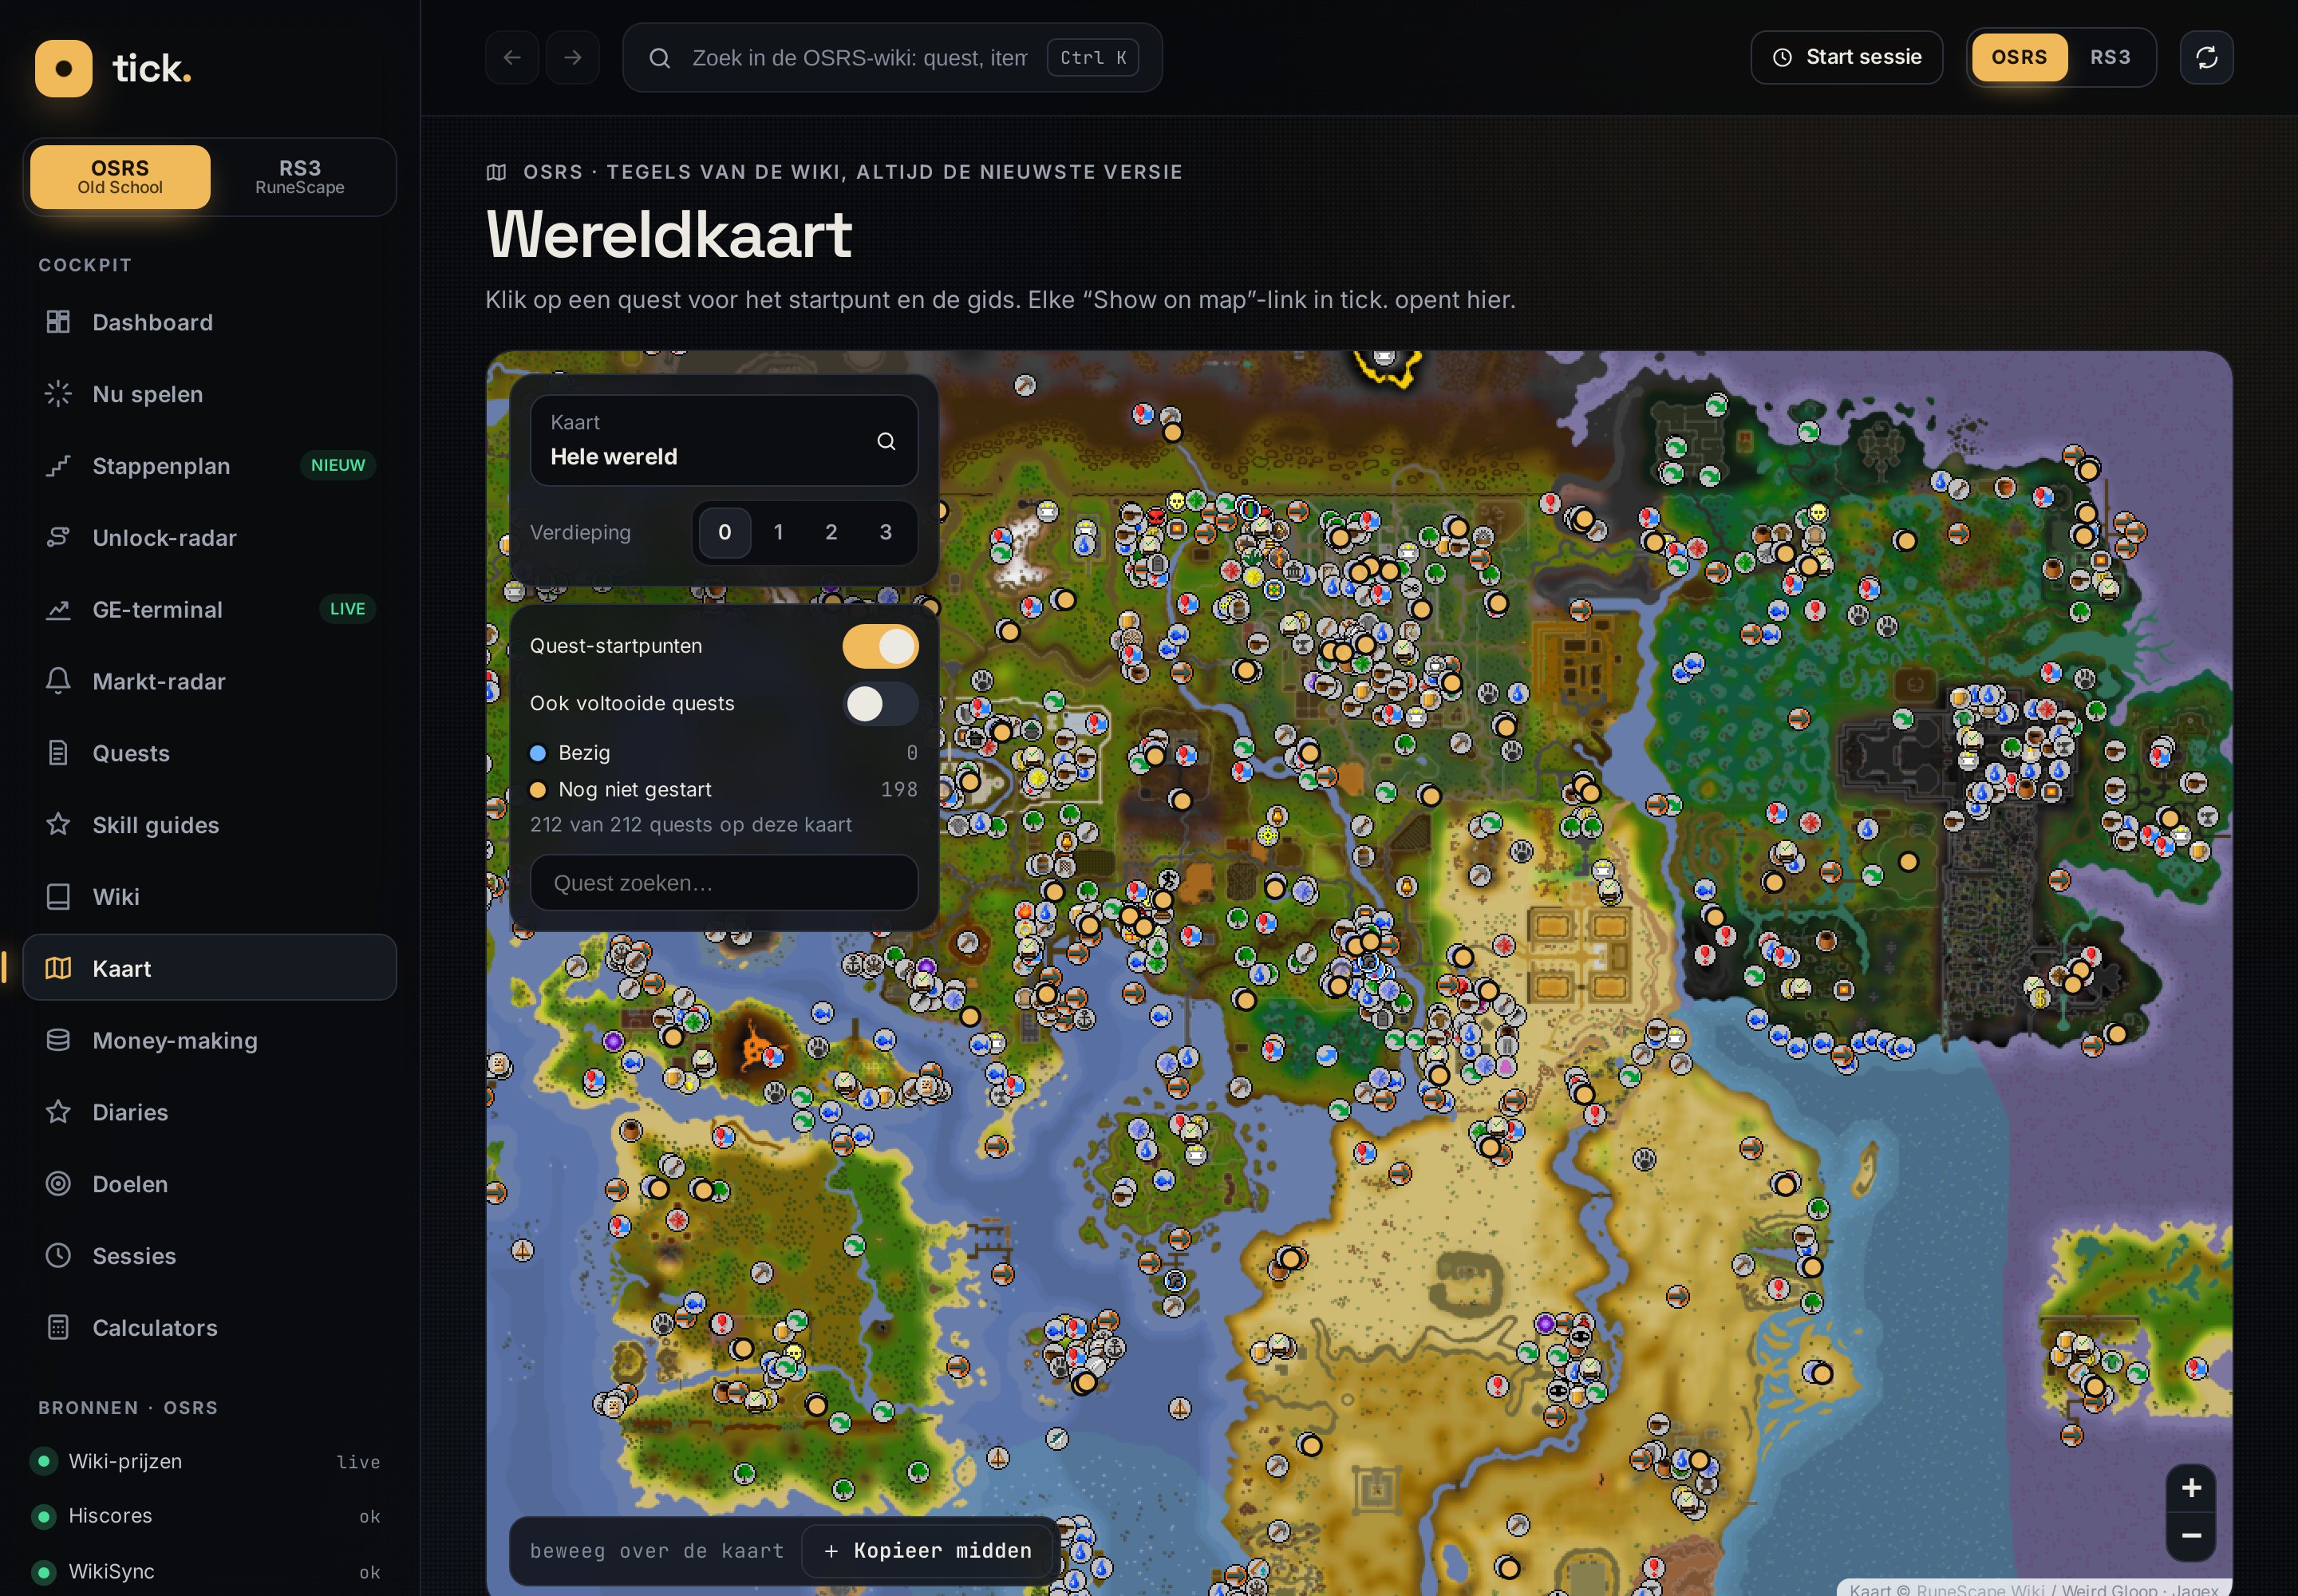 tick.
OSRS
Old School
RS3
RuneScape
COCKPIT
Dashboard
Nu spelen
Stappenplan NIEUW
Unlock-radar
GE-terminal LIVE
Markt-radar
Quests
Skill guides
Wiki
Kaart
Money-making
Diaries
Doelen
Sessies
Calculators
BRONNEN · OSRS
Wiki-prijzen live
Hiscores ok
WikiSync ok
Zoek in de OSRS-wiki: quest, item Ctrl K
Start sessie
OSRS RS3
OSRS · TEGELS VAN DE WIKI, ALTIJD DE NIEUWSTE VERSIE
Wereldkaart
Klik op een quest voor het startpunt en de gids. Elke “Show on map”-link in tick. opent hier.
Kaart
Hele wereld
Verdieping 0 1 2 3
Quest-startpunten
Ook voltooide quests
Bezig 0
Nog niet gestart 198
212 van 212 quests op deze kaart
Quest zoeken…
beweeg over de kaart + Kopieer midden
+
−
Kaart © RuneScape Wiki / Weird Gloop · Jagex